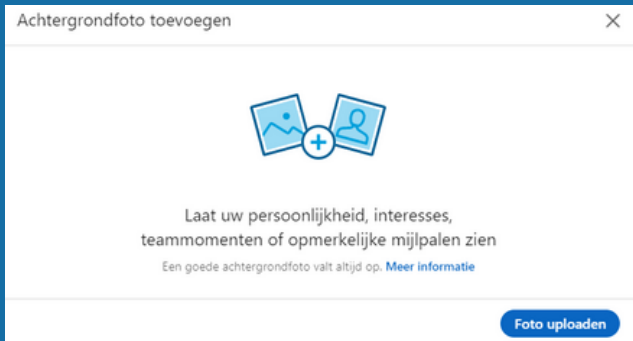 Achtergrondfoto toevoegen
Laat uw persoonlijkheid, interesses,
teammomenten of opmerkelijke mijlpalen zien
Een goede achtergrondfoto valt altijd op. Meer informatie
Foto uploaden